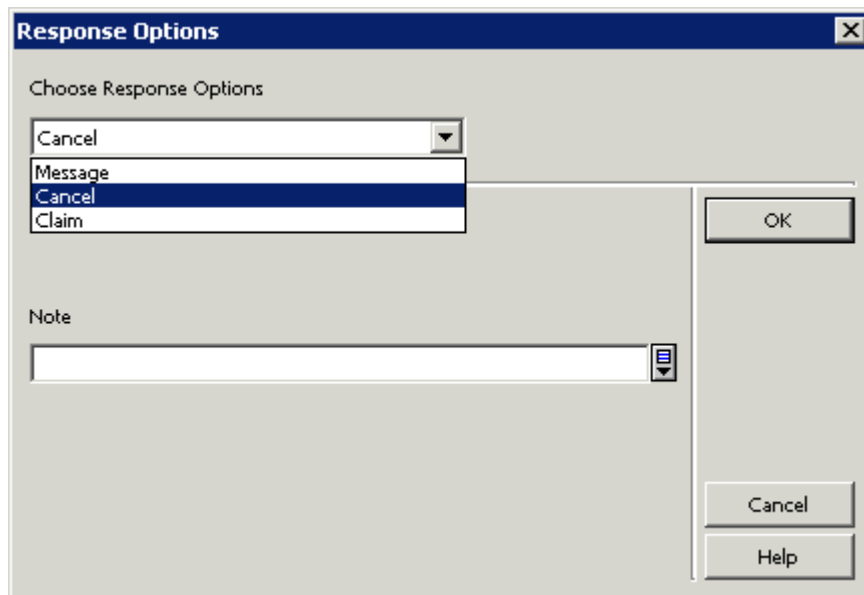 Response Options
Choose Response Options
Cancel
Message
Cancel
Claim
OK
Note
Cancel
Help